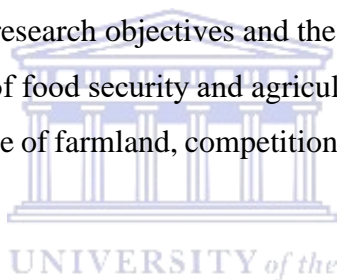 research objectives and the
of food security and agricul
e of farmland, competition
UNIVERSITY of the